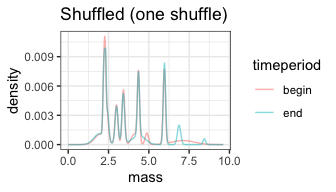 Shuffled (one shuffle)
density
0.009
0.006
0.003
0.000
0.0 2.5 5.0 7.5 10.0
mass
timeperiod
begin
end